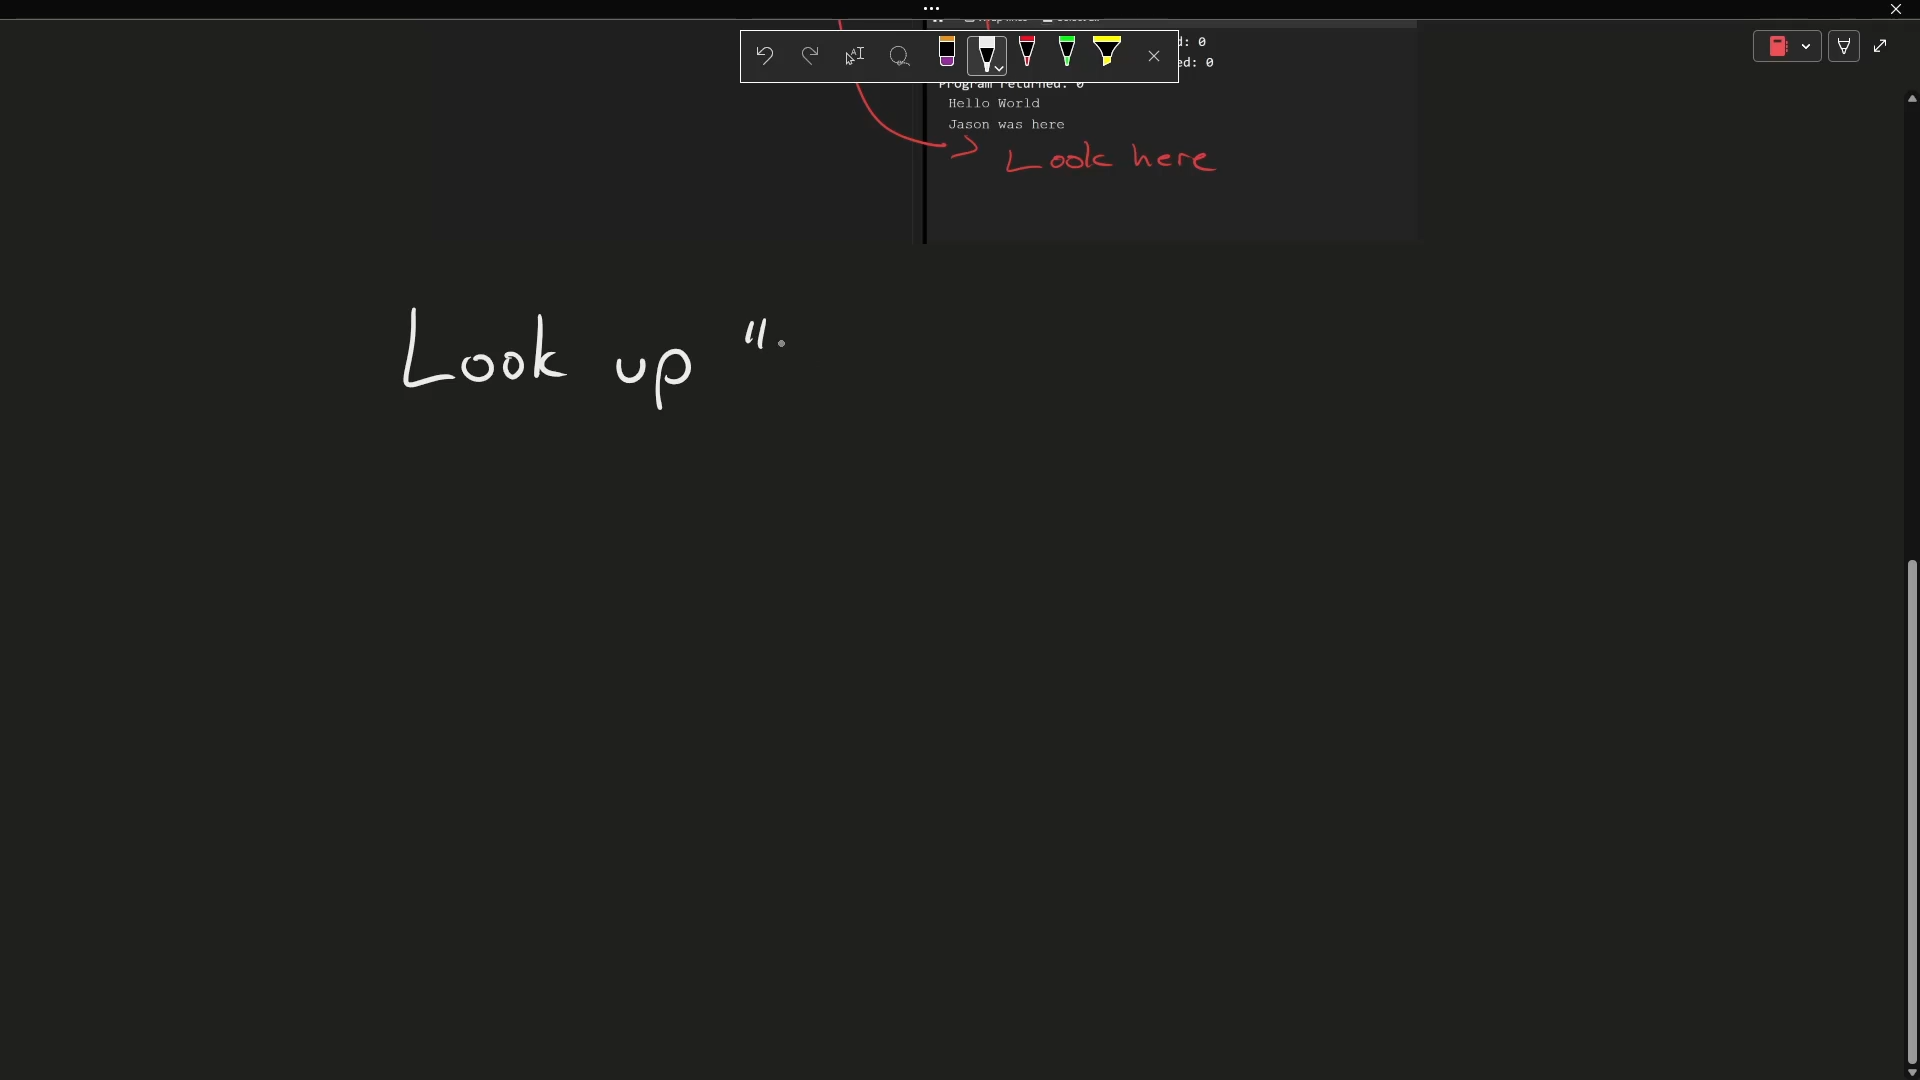 d: 0
ed: 0
Program returned: 0
Hello World
Jason was here
Look here
Look up "